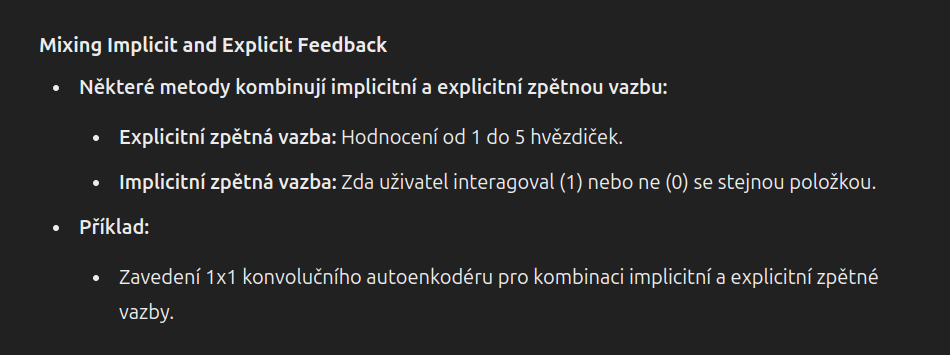 Mixing Implicit and Explicit Feedback
• Některé metody kombinují implicitní a explicitní zpětnou vazbu:
• Explicitní zpětná vazba: Hodnocení od 1 do 5 hvězdiček.
• Implicitní zpětná vazba: Zda uživatel interagoval (1) nebo ne (0) se stejnou položkou.
• Příklad:
• Zavedení 1x1 konvolučního autoenkodéru pro kombinaci implicitní a explicitní zpětné
vazby.